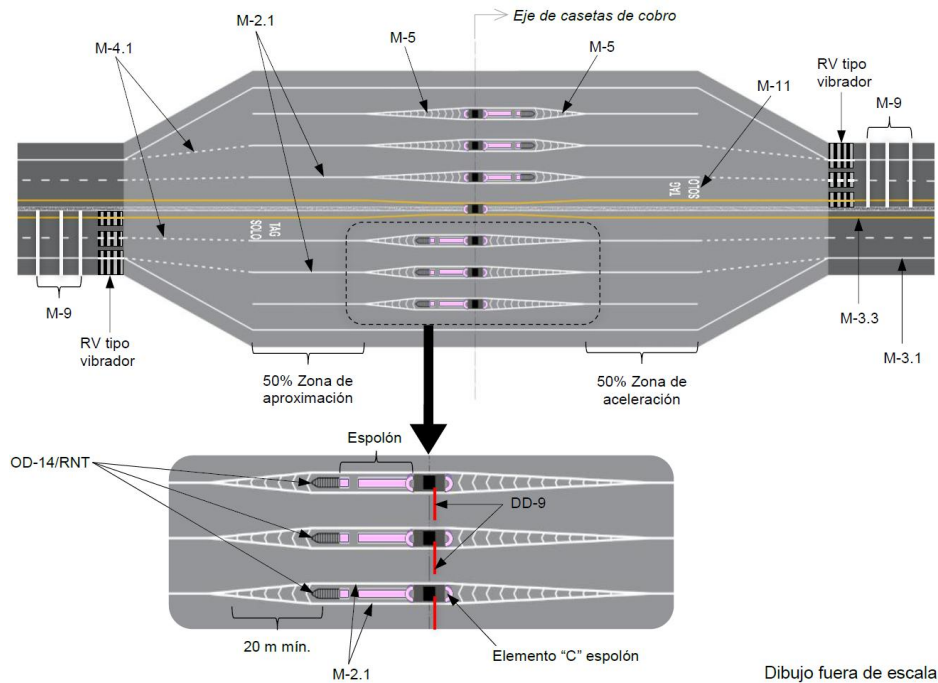 Eje de casetas de cobro
M-2.1
M-4.1
M-5
M-5
RV tipo
vibrador
M-11
M-9
TAG
SOLO
SOLO
TAG
M-9
RV tipo
vibrador
M-3.3
M-3.1
50% Zona de
aproximación
50% Zona de
aceleración
Espolón
OD-14/RNT
DD-9
20 m mín.
M-2.1
Elemento “C” espolón
Dibujo fuera de escala